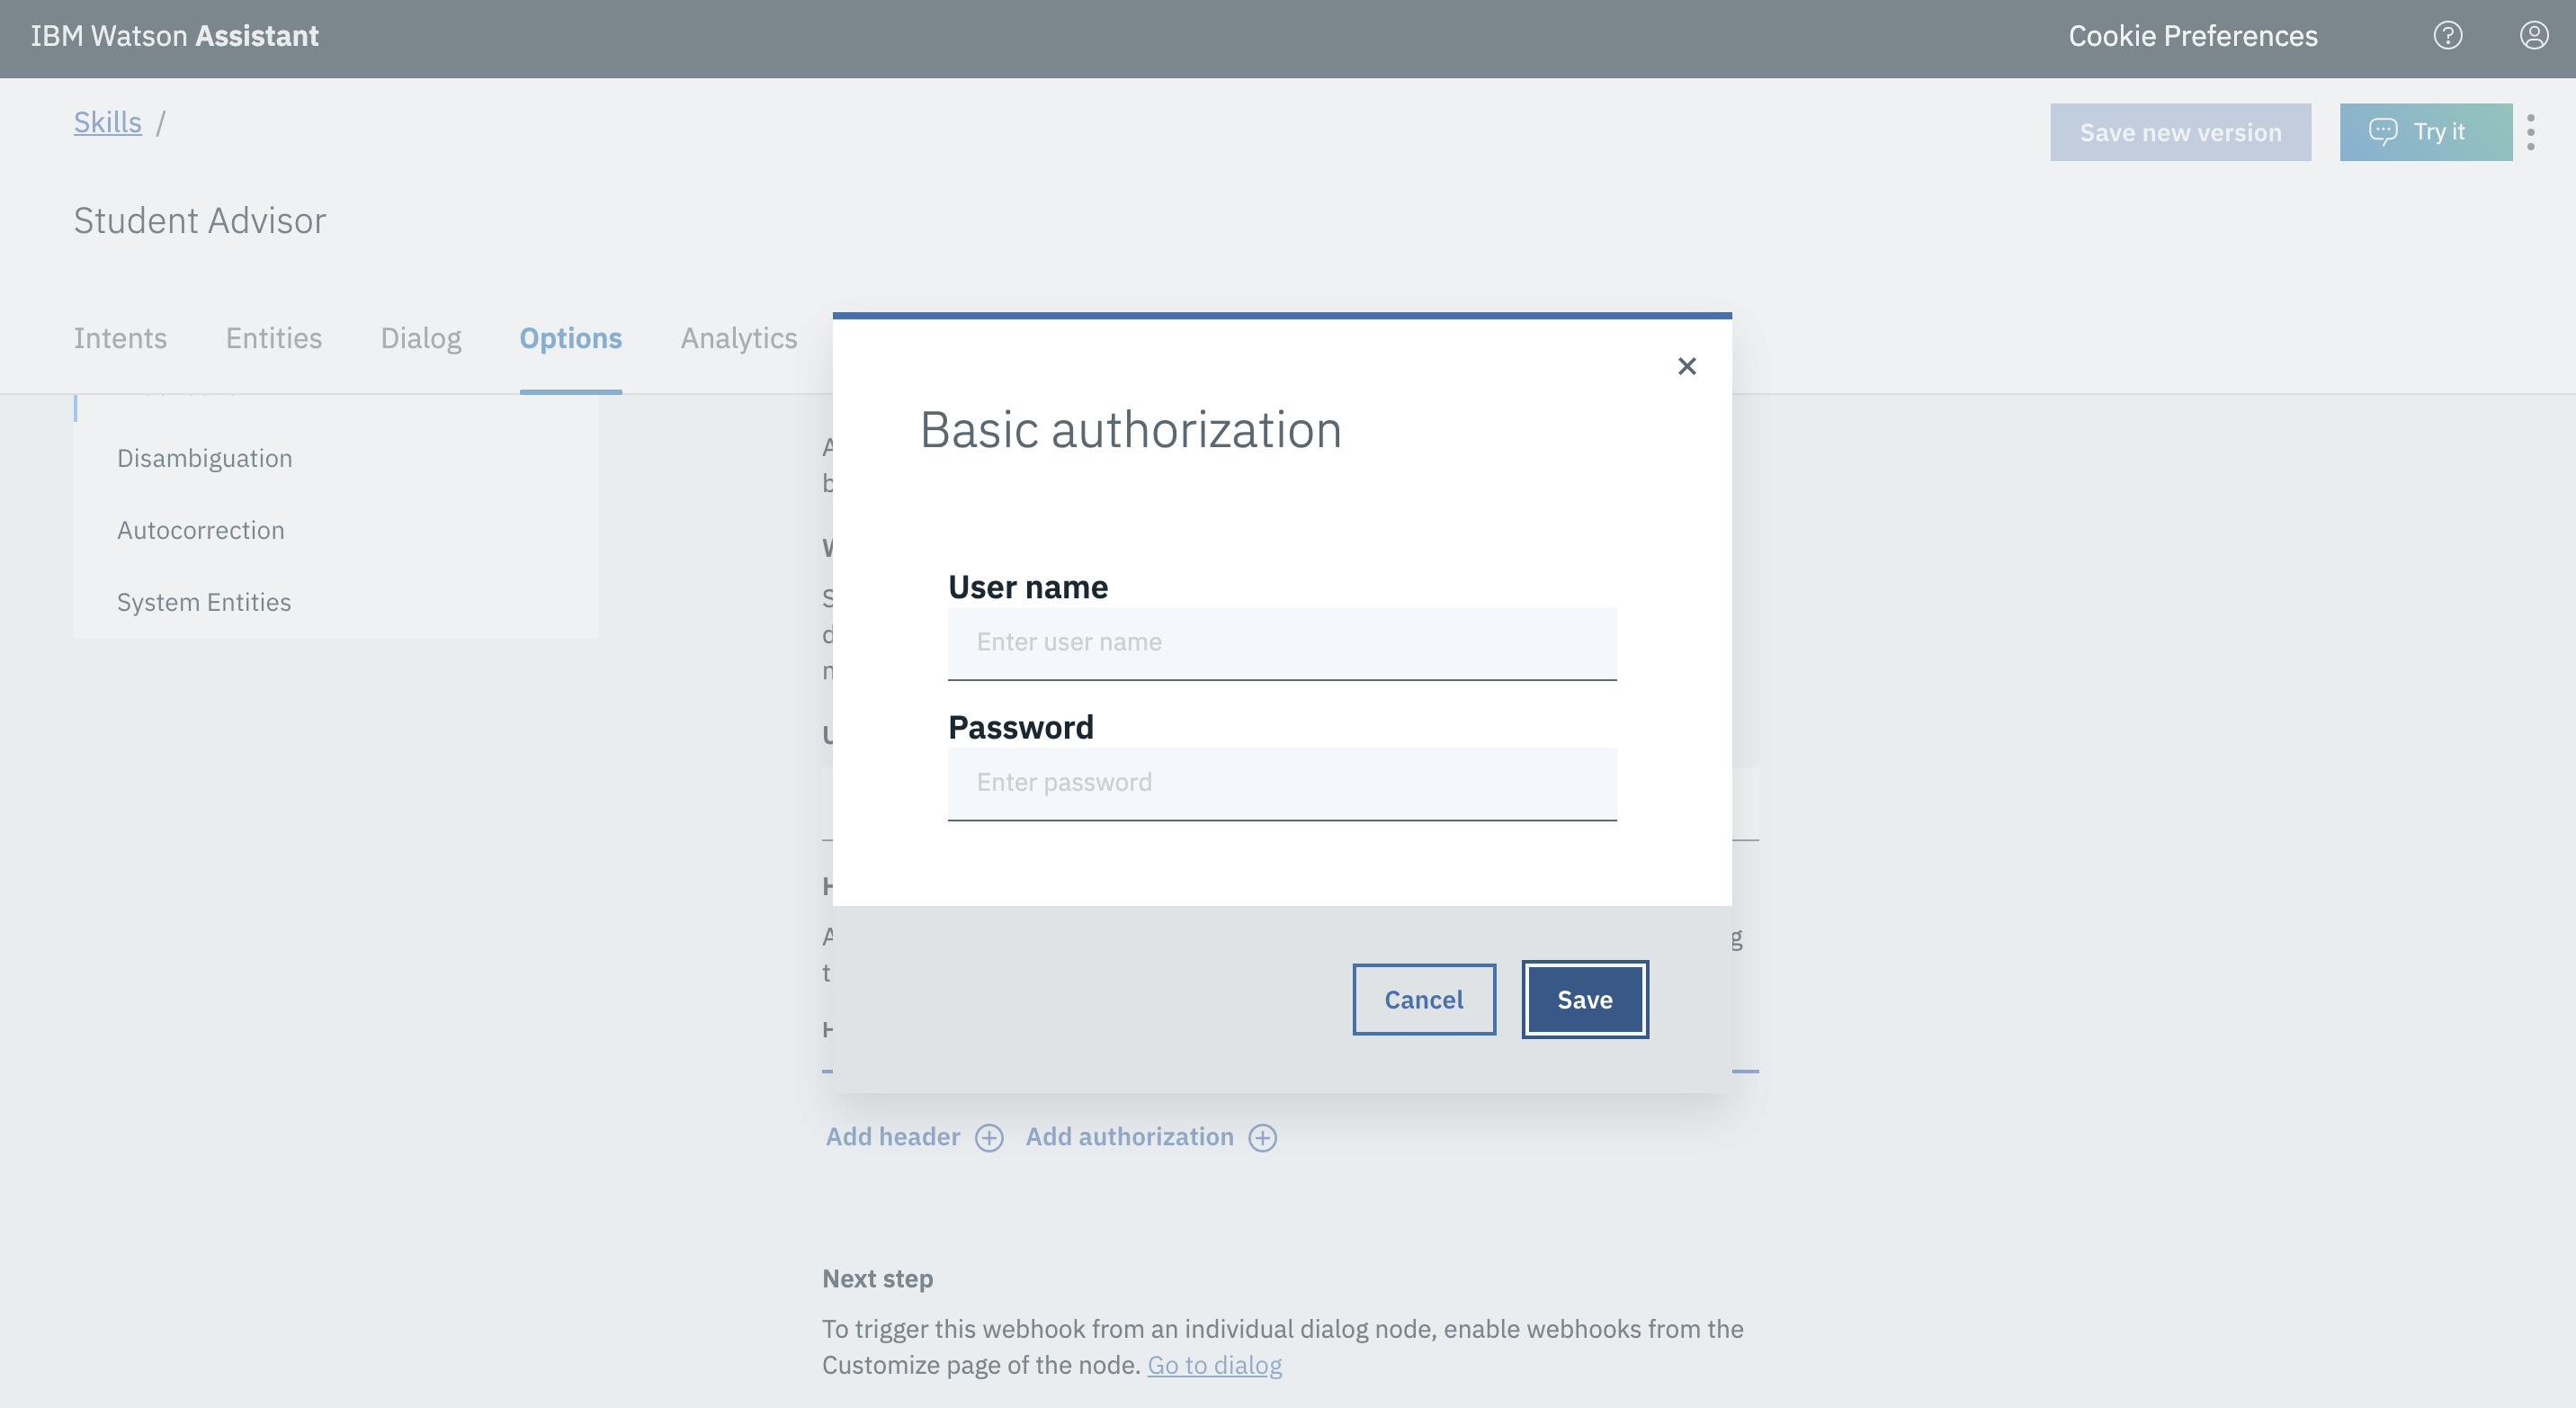 IBM Watson Assistant
Cookie Preferences
Skills /
Save new version
Try it
Student Advisor
Intents
Entities
Dialog
Options
Analytics
Disambiguation
Autocorrection
System Entities
Basic authorization
User name
Enter user name
Password
Enter password
Cancel
Save
Add header
Add authorization
Next step
To trigger this webhook from an individual dialog node, enable webhooks from the
Customize page of the node. Go to dialog